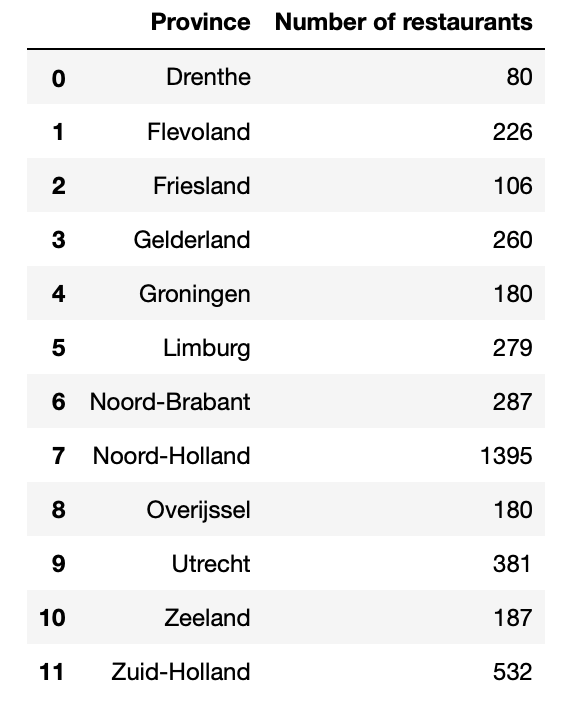 Province Number of restaurants
0 Drenthe 80
1 Flevoland 226
2 Friesland 106
3 Gelderland 260
4 Groningen 180
5 Limburg 279
6 Noord-Brabant 287
7 Noord-Holland 1395
8 Overijssel 180
9 Utrecht 381
10 Zeeland 187
11 Zuid-Holland 532